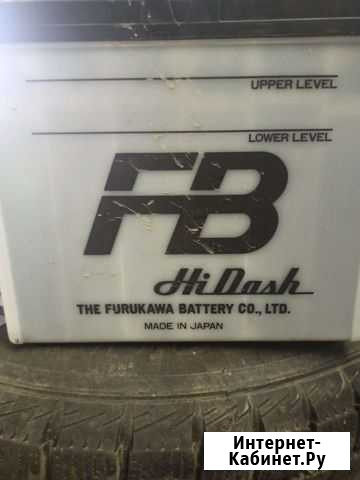 UPPER LEVEL
LOWER LEVEL
FB
Hi Dash
THE FURUKAWA BATTERY CO., LTD.
MADE IN JAPAN
Интернет-
Кабинет.Ру